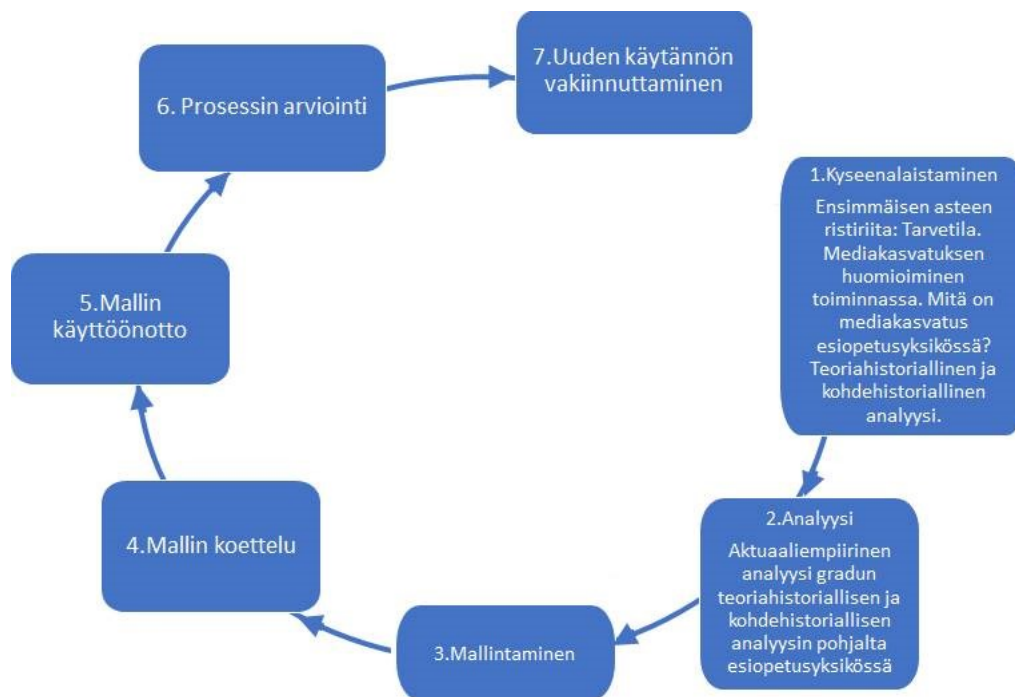 1.Kyseenalaistaminen
Ensimmäisen asteen
ristiriita: Tarvetila.
Mediakasvatuksen
huomioiminen
toiminnassa. Mitä on
mediakasvatus
esiopetusyksikössä?
Teoriahistoriallinen ja
kohdehistoriallinen
analyysi.
2.Analyysi
Aktuaaliempiirinen
analyysi gradun
teoriahistoriallisen ja
kohdehistoriallisen
analyysin pohjalta
esiopetusyksikössä
3.Mallintaminen
4.Mallin koettelu
5.Mallin
käyttöönotto
6. Prosessin arviointi
7.Uuden käytännön
vakiinnuttaminen